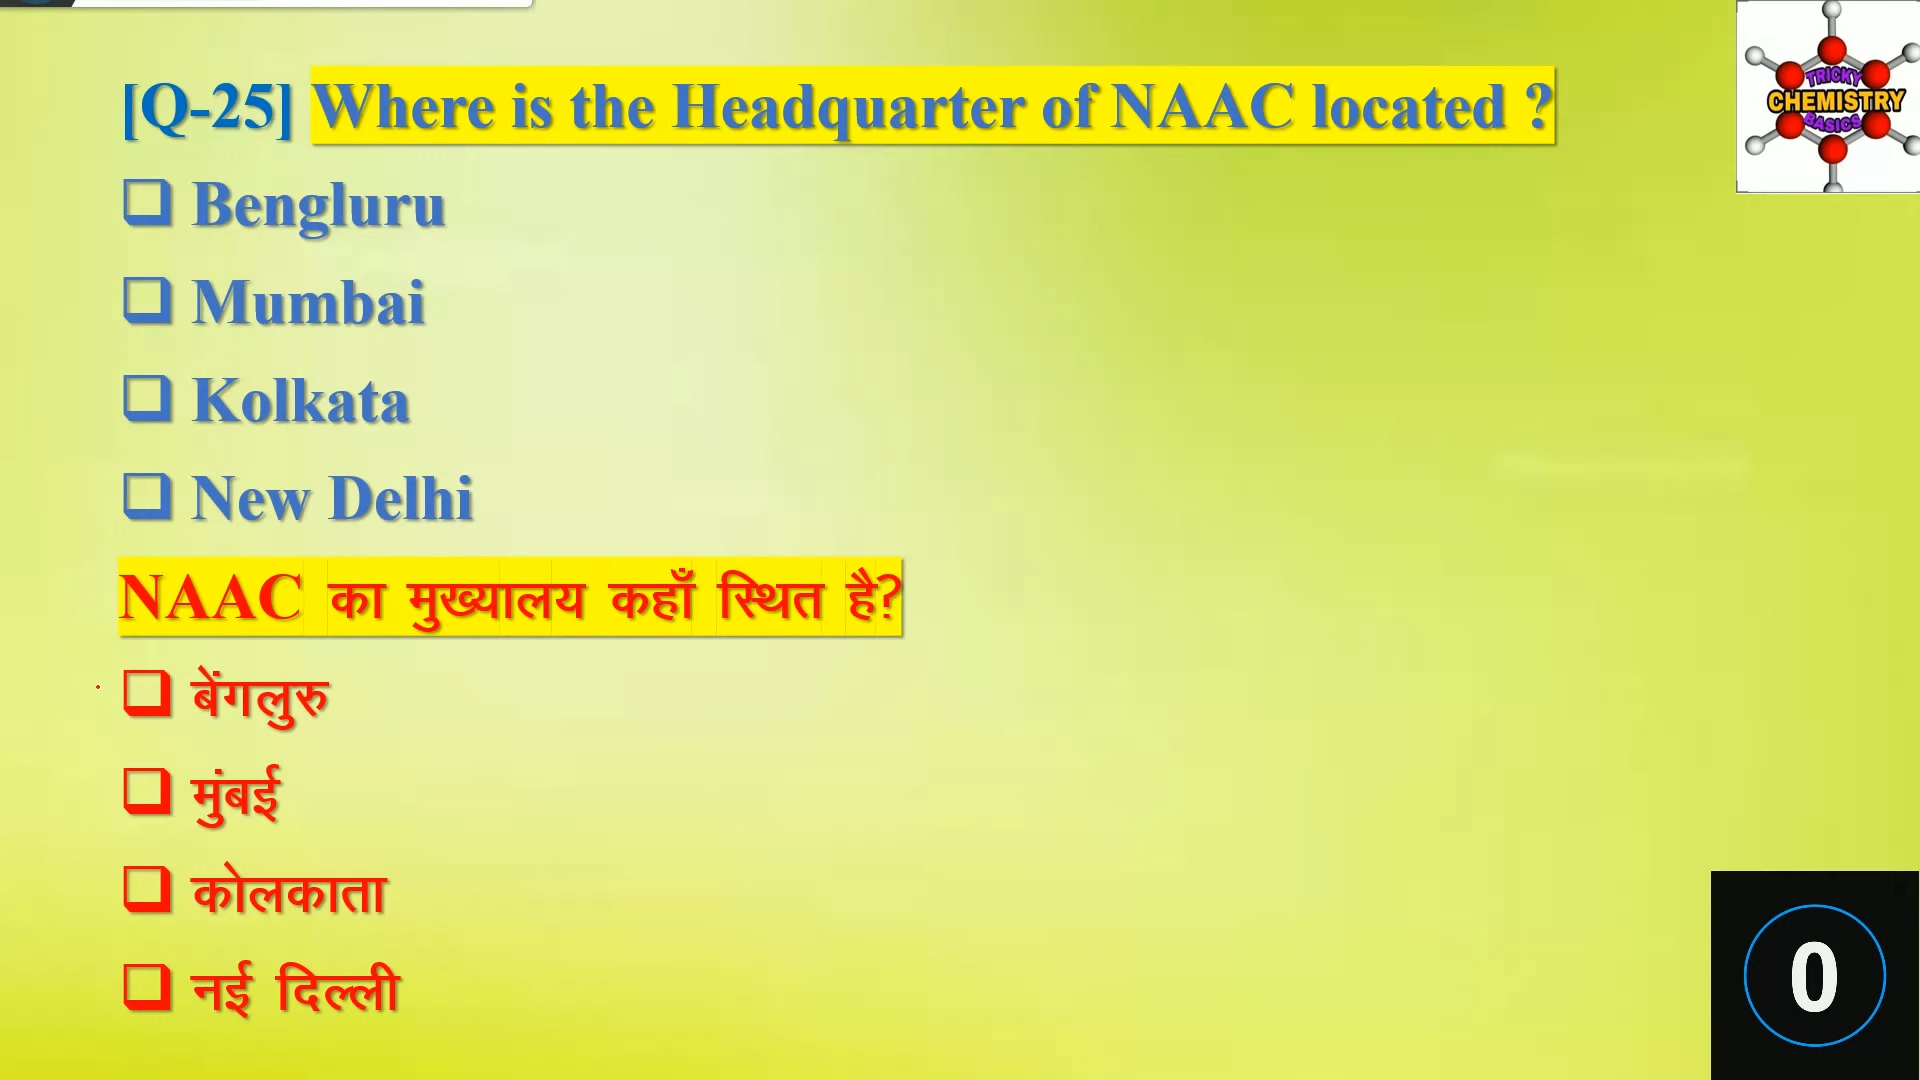 [Q-25] Where is the Headquarter of NAAC located ?
❑ Bengluru
❑ Mumbai
❑ Kolkata
❑ New Delhi
NAAC का मुख्यालय कहाँ स्थित है?
❑ बेंगलुरु
❑ मुंबई
❑ कोलकाता
❑ नई दिल्ली
TRICKY
CHEMISTRY
BASICS
0